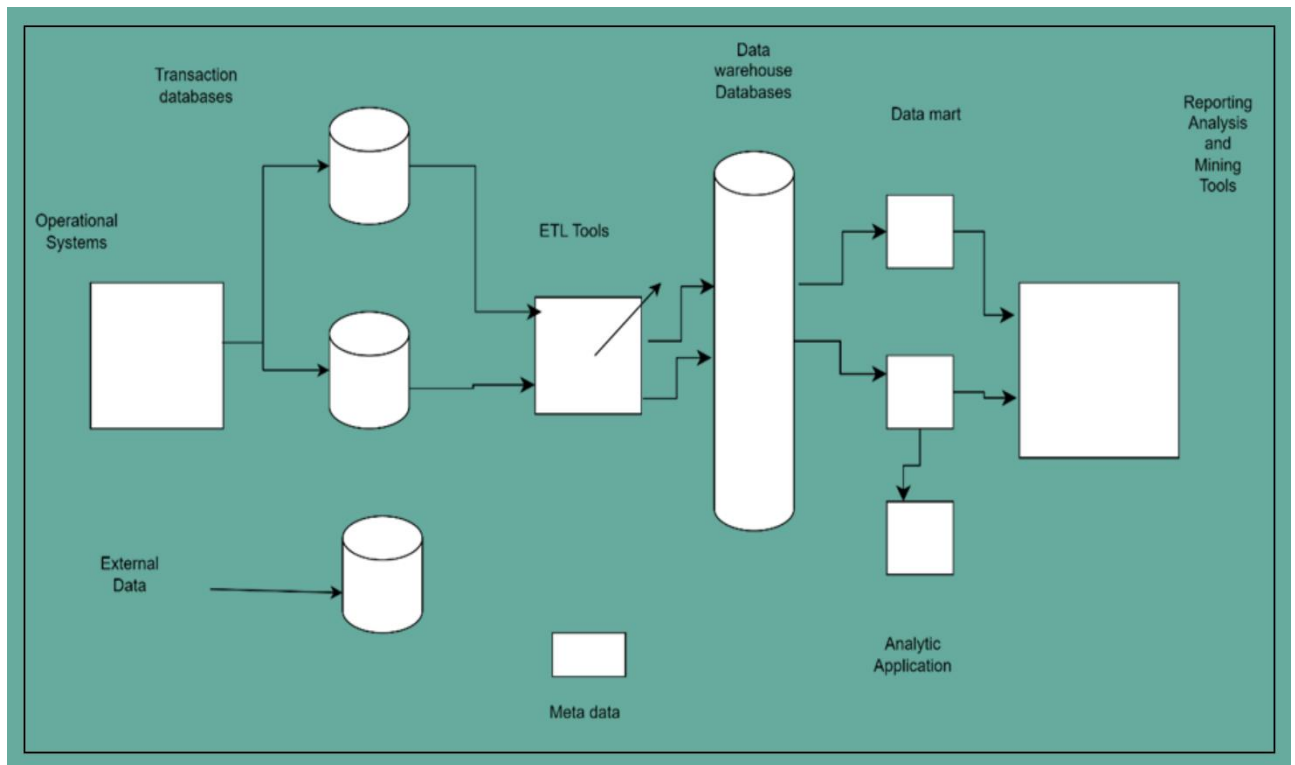 Transaction
databases
Operational
Systems
ETL Tools
Data
warehouse
Databases
Data mart
Reporting
Analysis
and
Mining
Tools
External
Data
Meta data
Analytic
Application